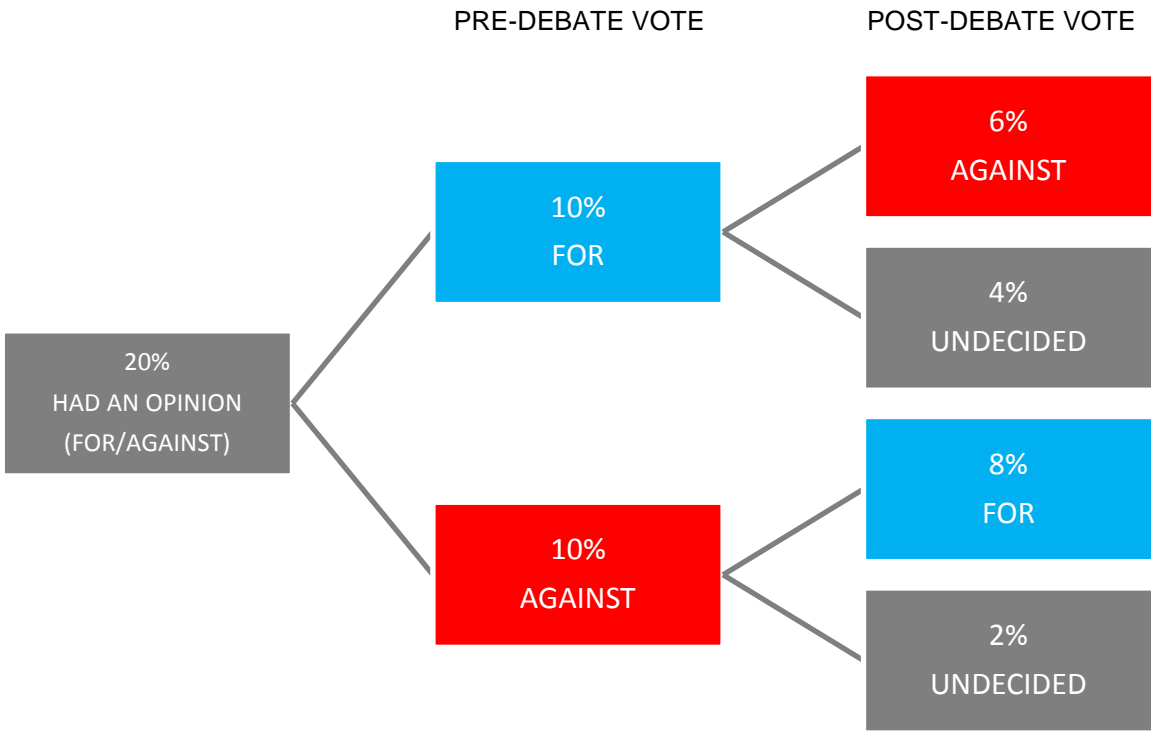 PRE-DEBATE VOTE
POST-DEBATE VOTE
6%
AGAINST
10%
FOR
4%
UNDECIDED
20%
HAD AN OPINION
(FOR/AGAINST)
8%
FOR
10%
AGAINST
2%
UNDECIDED